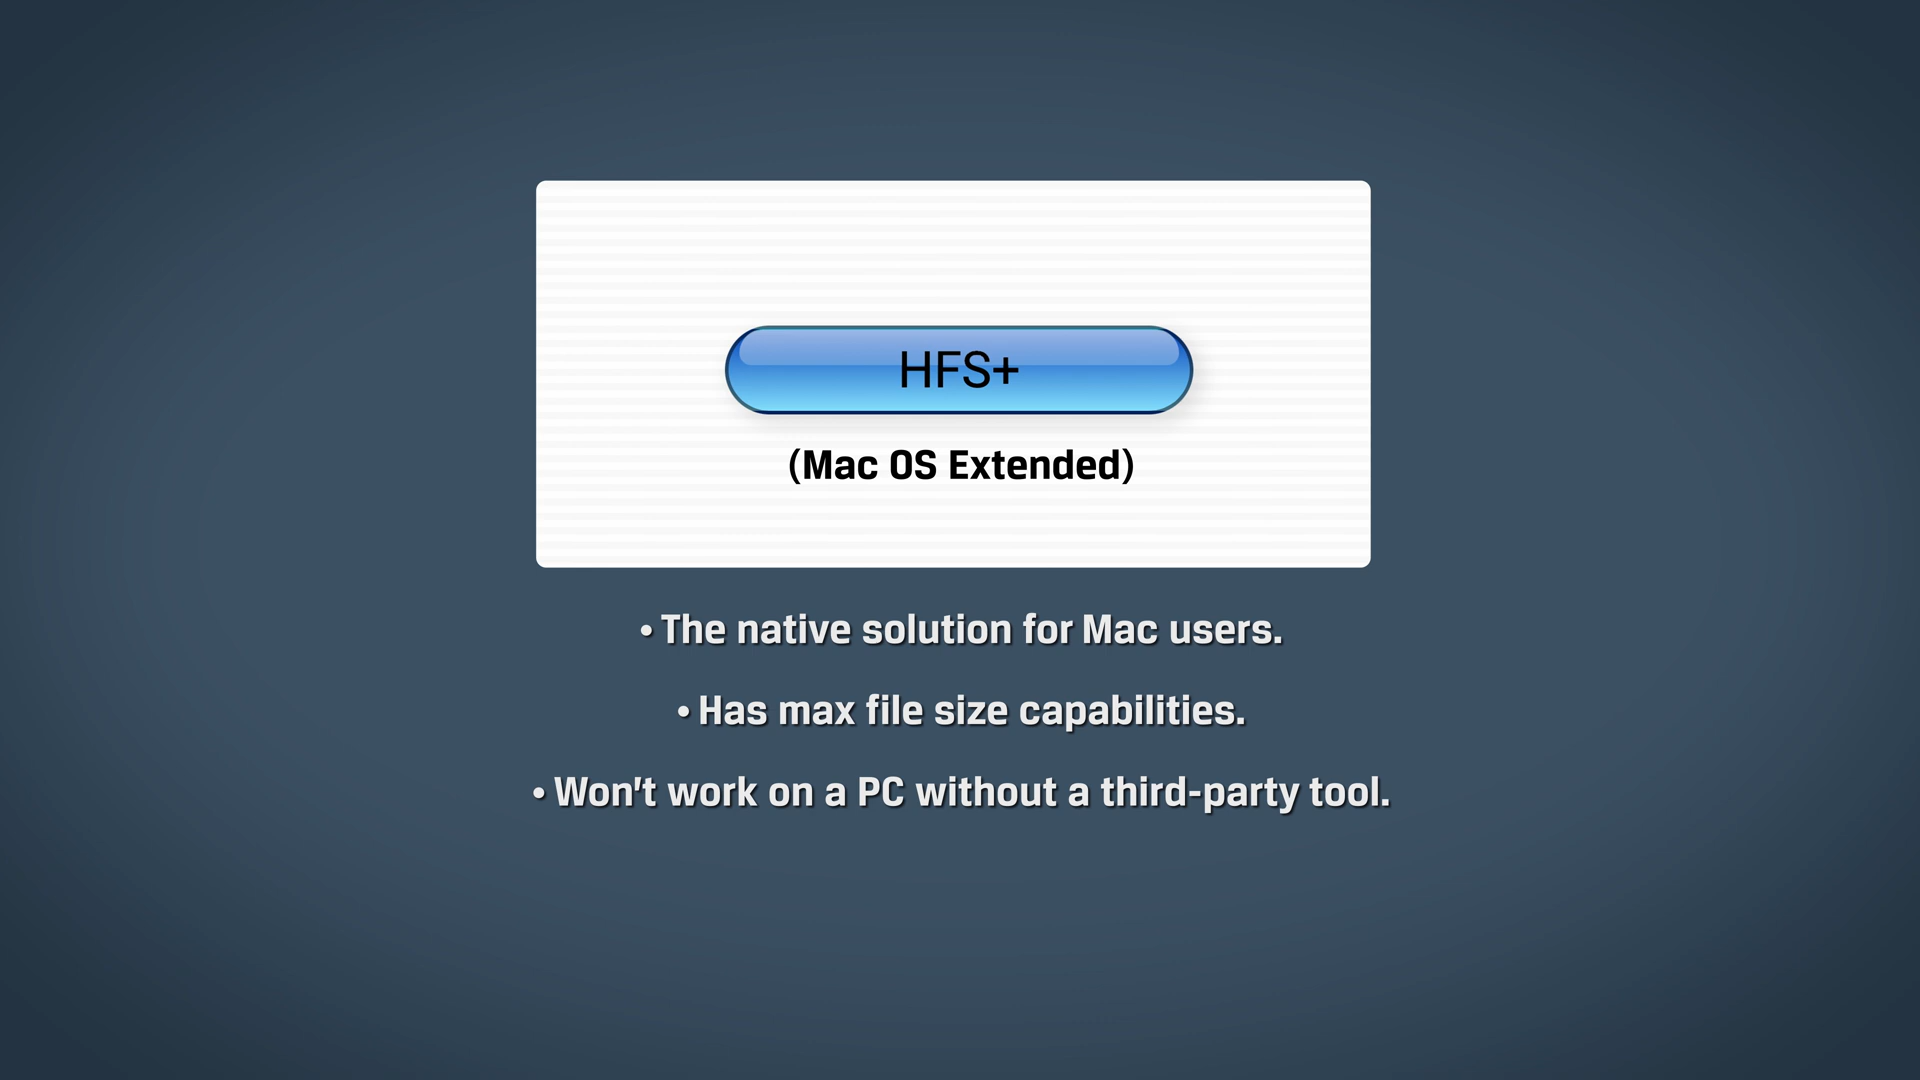 HFS+
(Mac OS Extended)
• The native solution for Mac users.
• Has max file size capabilities.
• Won't work on a PC without a third-party tool.